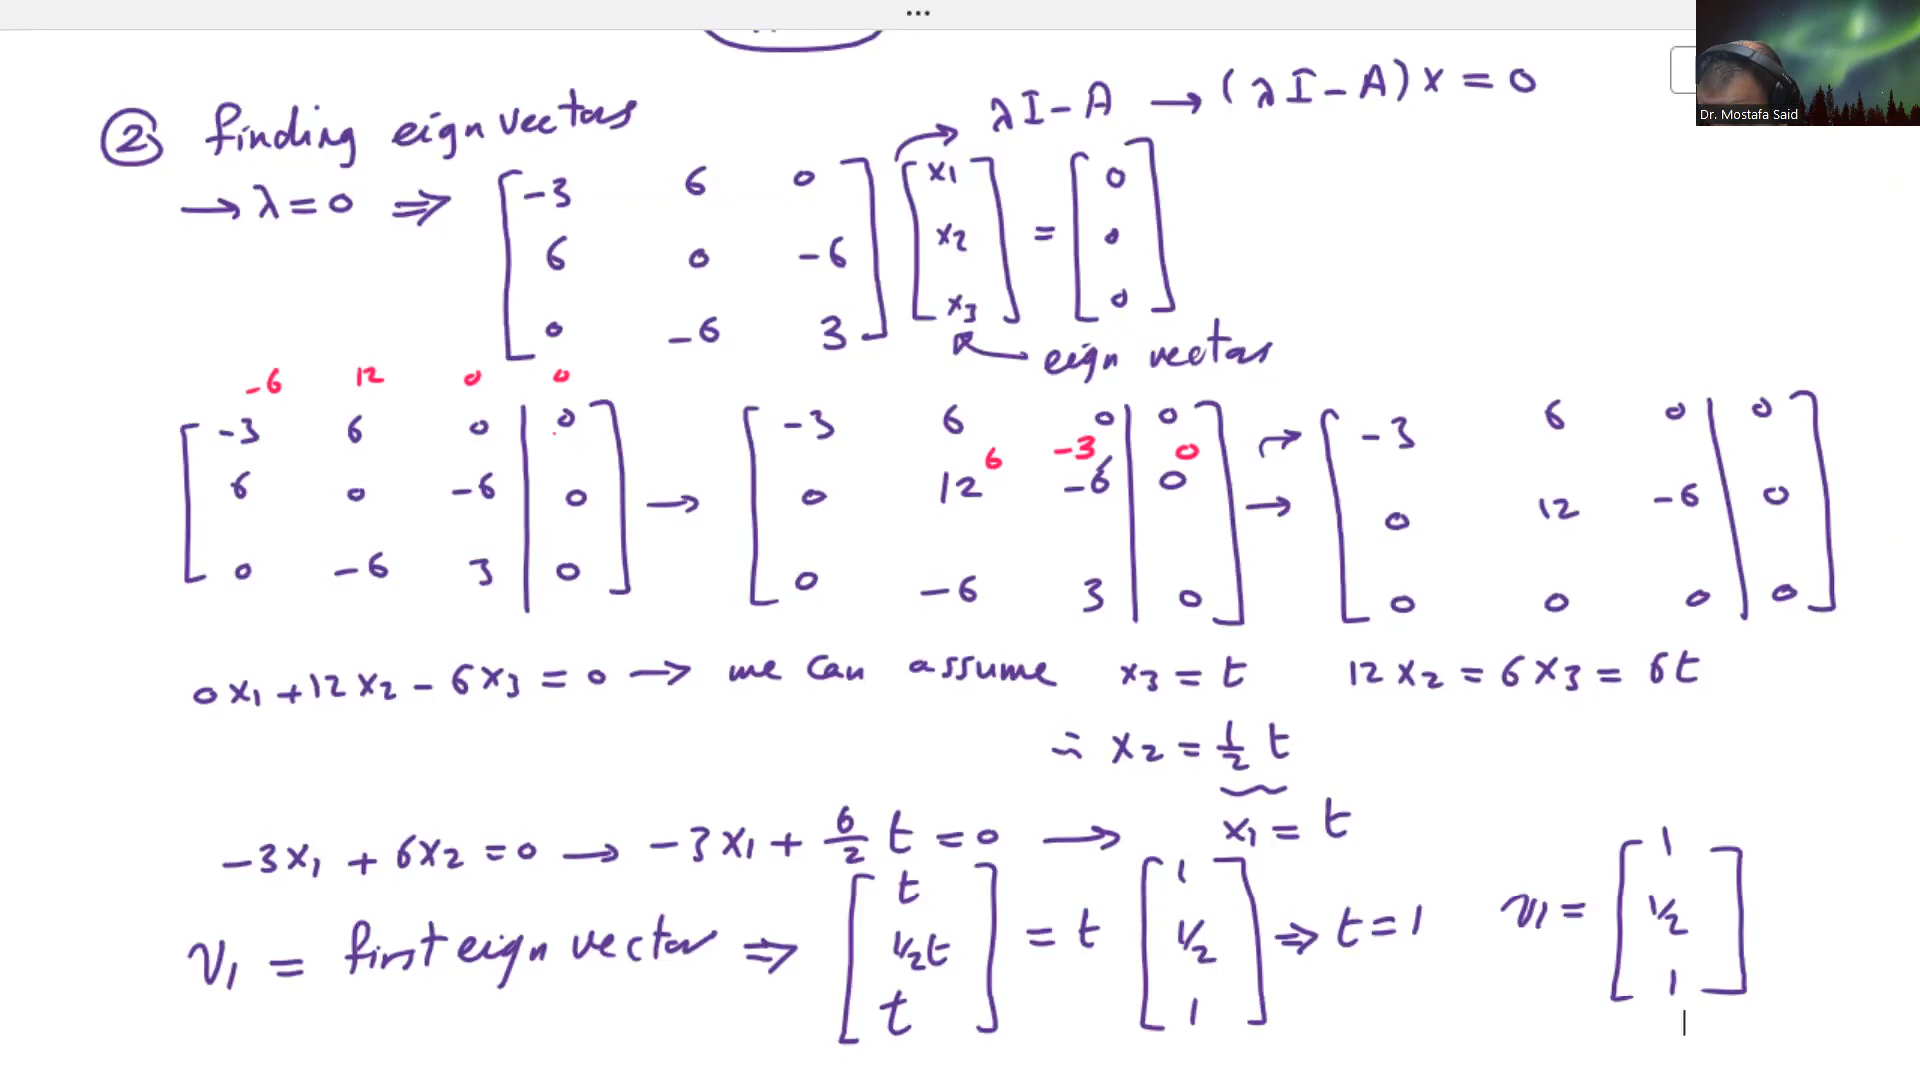 ...
λI - A → (λI - A) x = 0
Dr. Mostafa Said
② finding eign vectors
→ λ = 0 ⇒ [ -3 6 0 ] [ x1 ] = [ 0 ]
[ 6 0 -6 ] [ x2 ] [ 0 ]
[ 0 -6 3 ] [ x3 ] [ 0 ]
eign vectors
-6 12 0 0
[ -3 6 0 | 0 ] → [ -3 6 0 | 0 ] → [ -3 6 0 | 0 ]
6 -3 0
[ 6 0 -6 | 0 ] [ 0 12 -6 | 0 ] → [ 0 12 -6 | 0 ]
[ 0 -6 3 | 0 ] [ 0 -6 3 | 0 ] [ 0 0 0 | 0 ]
0x1 + 12x2 - 6x3 = 0 → we can assume x3 = t 12x2 = 6x3 = 6t
∴ x2 = 1/2 t
-3x1 + 6x2 = 0 → -3x1 + 6/2 t = 0 → x1 = t
v1 = first eign vector ⇒ [ t ] = t [ 1 ] ⇒ t = 1 v1 = [ 1 ]
[ 1/2t ] [ 1/2 ] [ 1/2 ]
[ t ] [ 1 ] [ 1 ]